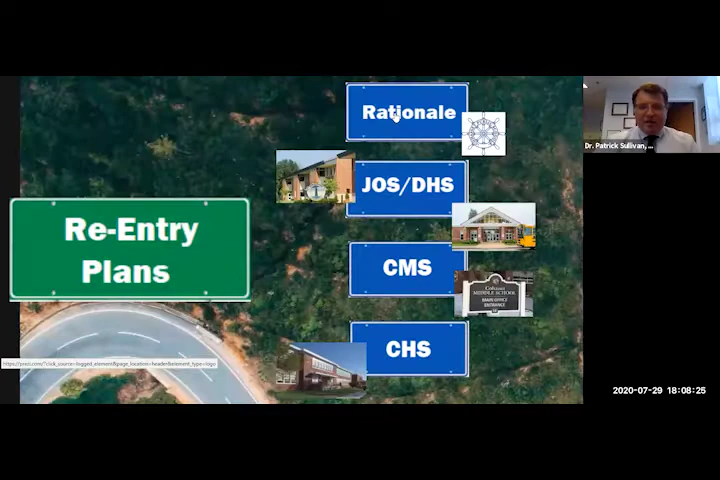 Rationale
JOS/DHS
Re-Entry
Plans
CMS
CHS
Cohasset
MIDDLE SCHOOL
MAIN OFFICE
ENTRANCE
Dr. Patrick Sullivan, ...
2020-07-29 18:08:25